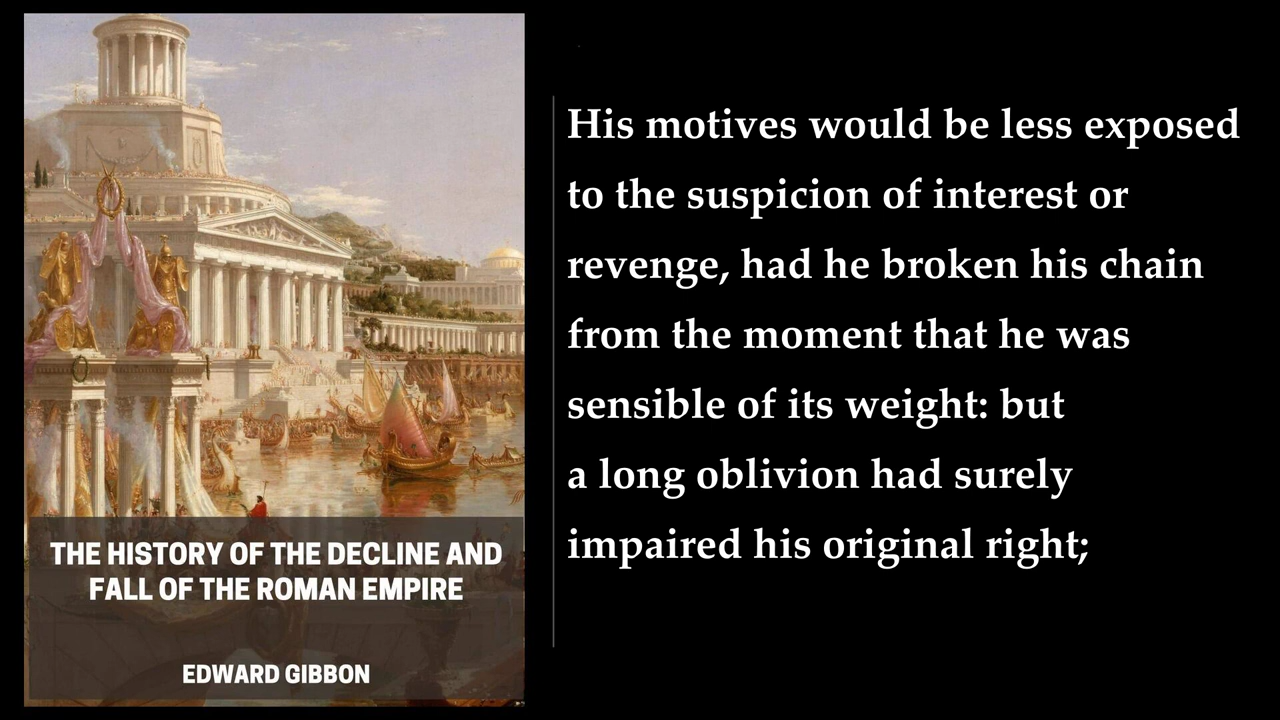 THE HISTORY OF THE DECLINE AND
FALL OF THE ROMAN EMPIRE
EDWARD GIBBON
His motives would be less exposed
to the suspicion of interest or
revenge, had he broken his chain
from the moment that he was
sensible of its weight: but
a long oblivion had surely
impaired his original right;